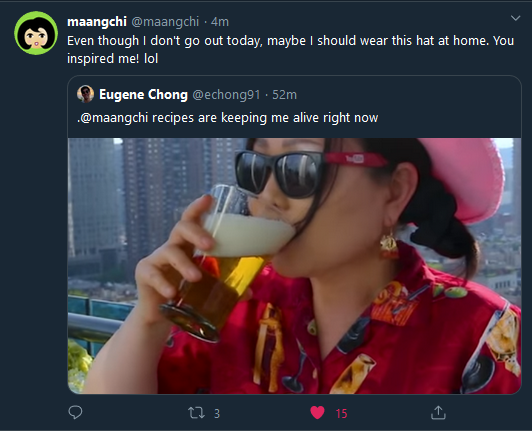 maangchi @maangchi · 4m
Even though I don't go out today, maybe I should wear this hat at home. You
inspired me! lol
Eugene Chong @echong91 · 52m
.@maangchi recipes are keeping me alive right now
3
15